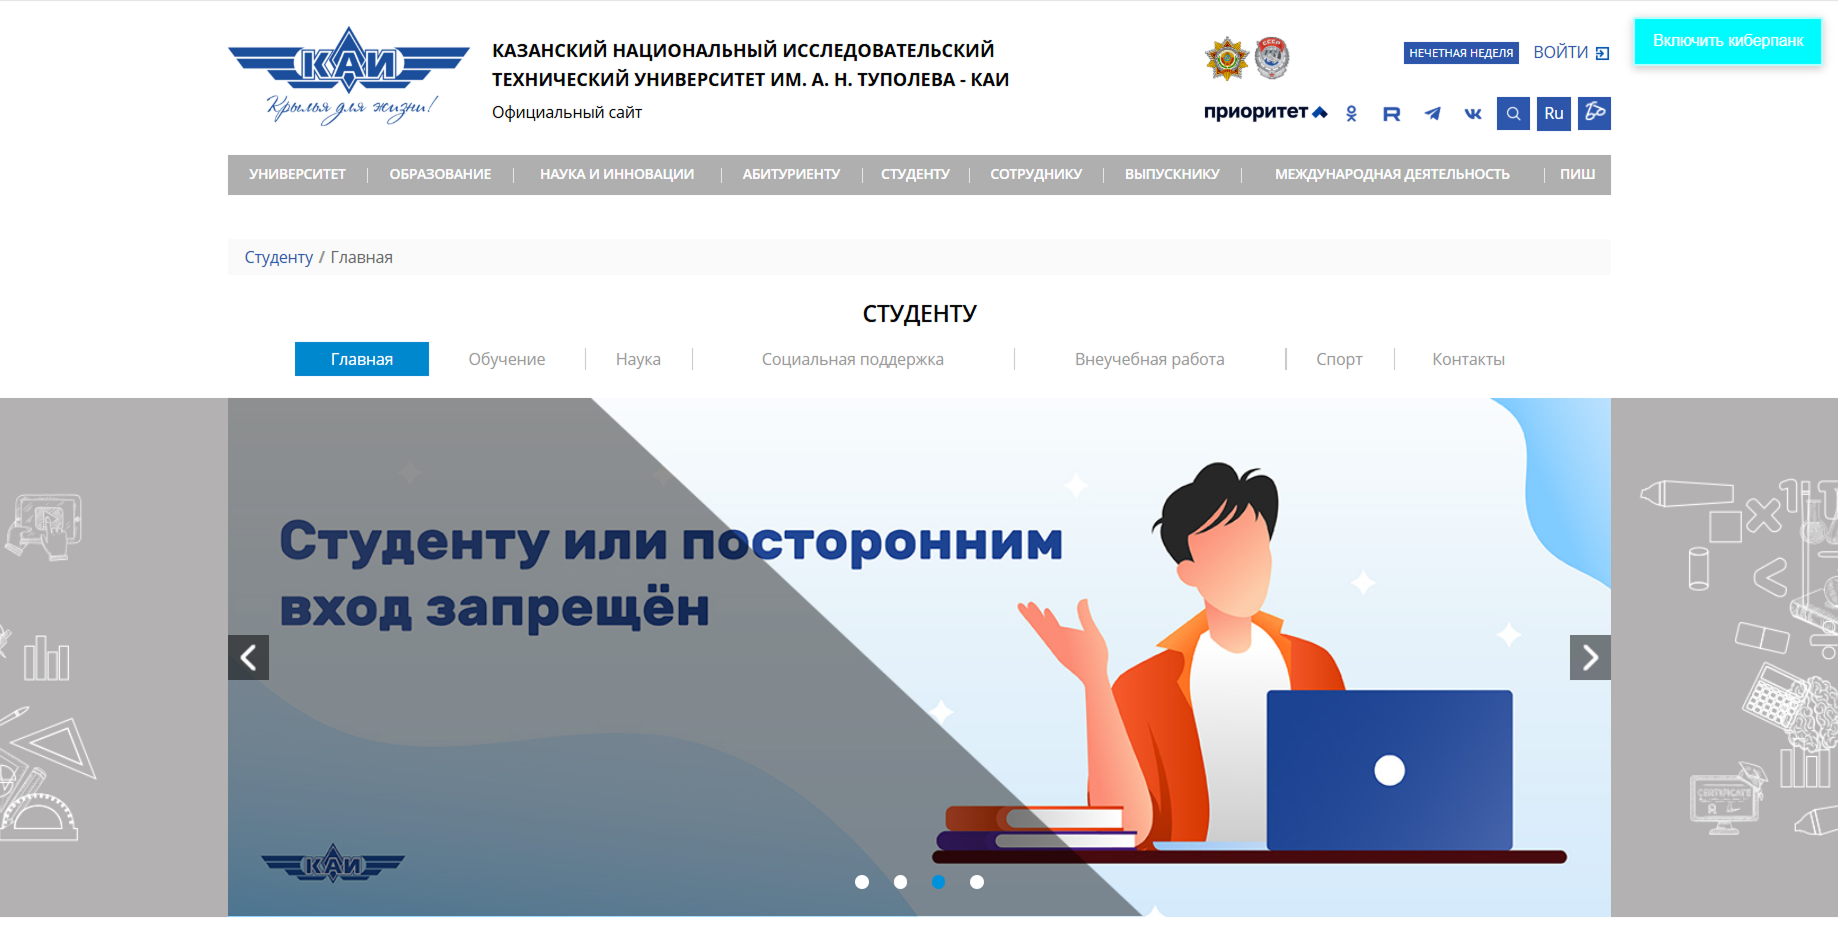 КАИ
Крылья для жизни!
КАЗАНСКИЙ НАЦИОНАЛЬНЫЙ ИССЛЕДОВАТЕЛЬСКИЙ
ТЕХНИЧЕСКИЙ УНИВЕРСИТЕТ ИМ. А. Н. ТУПОЛЕВА - КАИ
Официальный сайт
СССР
НЕЧЕТНАЯ НЕДЕЛЯ ВОЙТИ
Включить киберпанк
приоритет
Ru
УНИВЕРСИТЕТ ОБРАЗОВАНИЕ НАУКА И ИННОВАЦИИ АБИТУРИЕНТУ СТУДЕНТУ СОТРУДНИКУ ВЫПУСКНИКУ МЕЖДУНАРОДНАЯ ДЕЯТЕЛЬНОСТЬ ПИШ
Студенту / Главная
СТУДЕНТУ
Главная Обучение Наука Социальная поддержка Внеучебная работа Спорт Контакты
Студенту или посторонним
вход запрещён
КАИ
CERTIFICATE